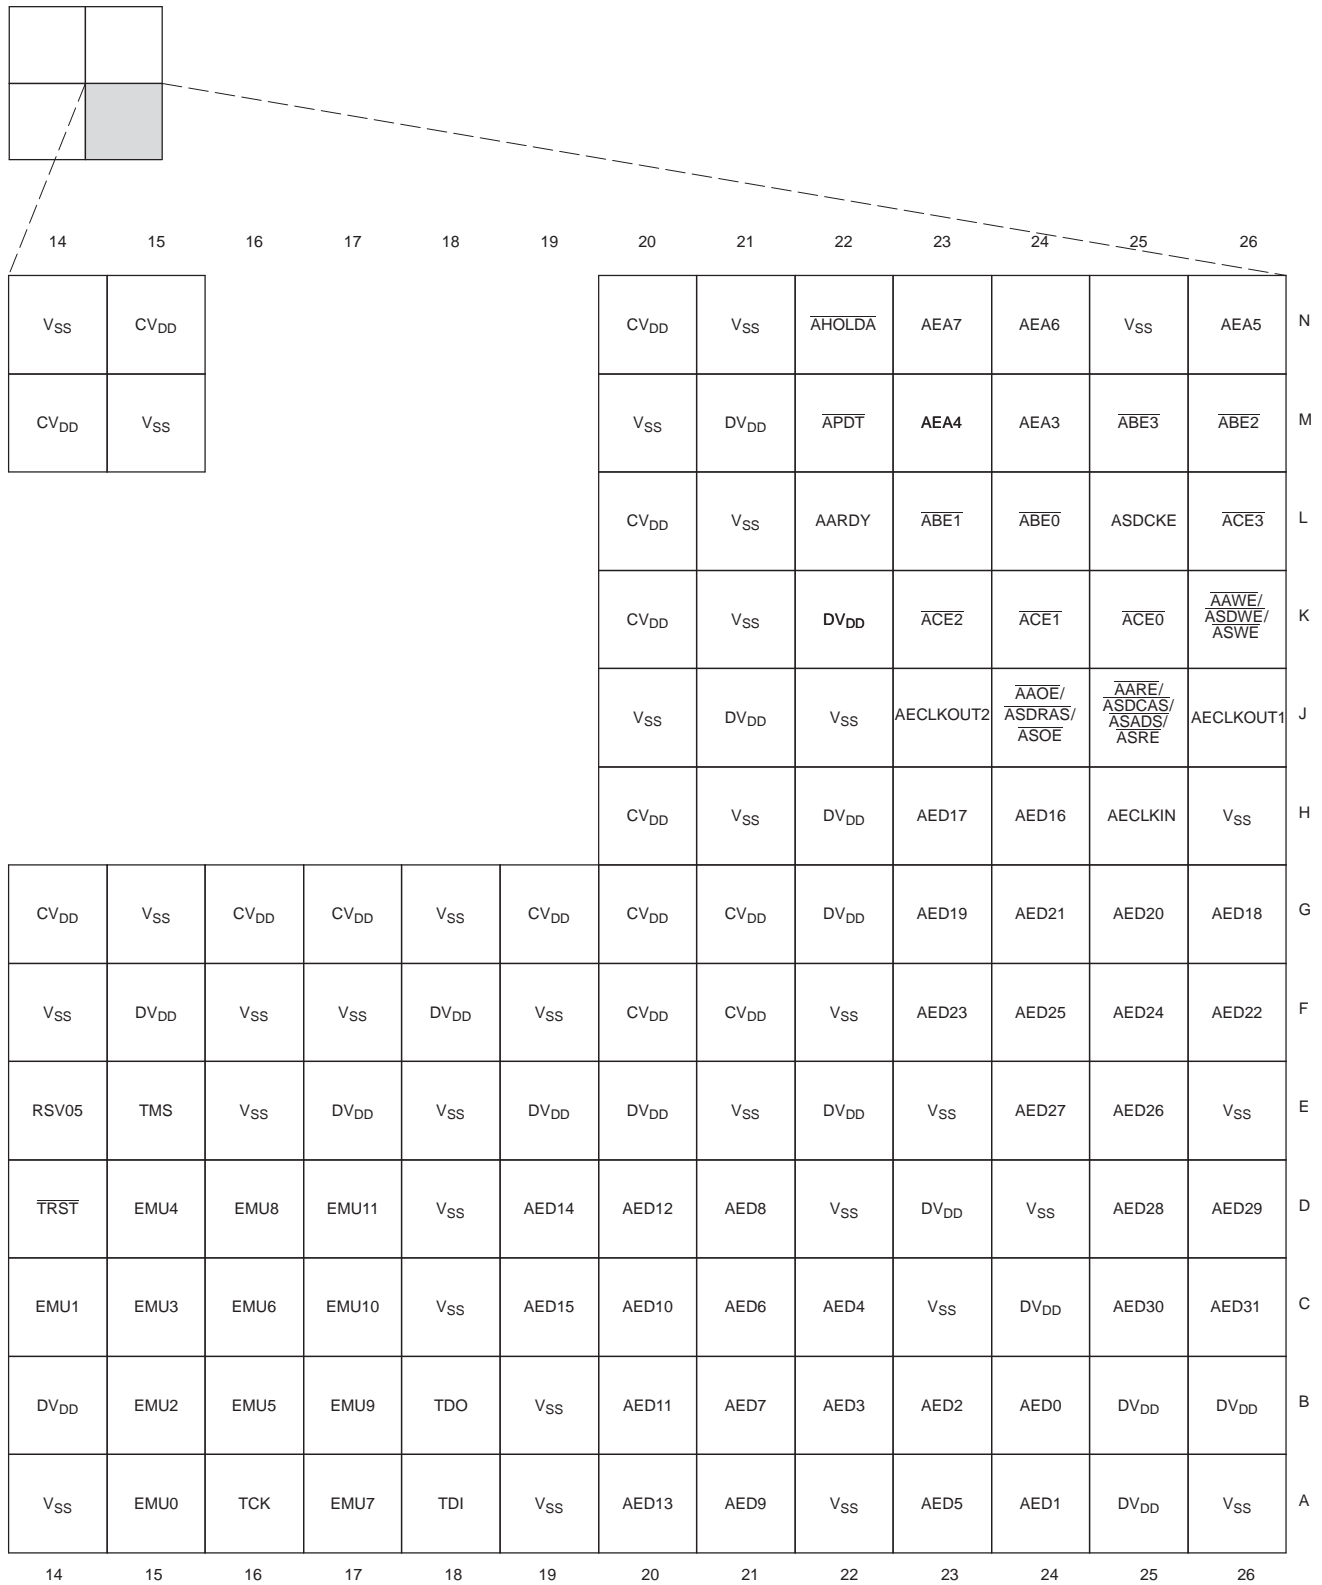 14 15 16 17 18 19 20 21 22 23 24 25 26
VSS CVDD CVDD VSS AHOLDA AEA7 AEA6 VSS AEA5 N
CVDD VSS VSS DVDD APDT AEA4 AEA3 ABE3 ABE2 M
CVDD VSS AARDY ABE1 ABE0 ASDCKE ACE3 L
CVDD VSS DVDD ACE2 ACE1 ACE0 AAWE/ ASDWE/ ASWE K
VSS DVDD VSS AECLKOUT2 AAOE/ ASDRAS/ ASOE AARE/ ASDCAS/ ASADS/ ASRE AECLKOUT1 J
CVDD VSS DVDD AED17 AED16 AECLKIN VSS H
CVDD VSS CVDD CVDD VSS CVDD CVDD CVDD DVDD AED19 AED21 AED20 AED18 G
VSS DVDD VSS VSS DVDD VSS CVDD CVDD VSS AED23 AED25 AED24 AED22 F
RSV05 TMS VSS DVDD VSS DVDD DVDD VSS DVDD VSS AED27 AED26 VSS E
TRST EMU4 EMU8 EMU11 VSS AED14 AED12 AED8 VSS DVDD VSS AED28 AED29 D
EMU1 EMU3 EMU6 EMU10 VSS AED15 AED10 AED6 AED4 VSS DVDD AED30 AED31 C
DVDD EMU2 EMU5 EMU9 TDO VSS AED11 AED7 AED3 AED2 AED0 DVDD DVDD B
VSS EMU0 TCK EMU7 TDI VSS AED13 AED9 VSS AED5 AED1 DVDD VSS A
14 15 16 17 18 19 20 21 22 23 24 25 26